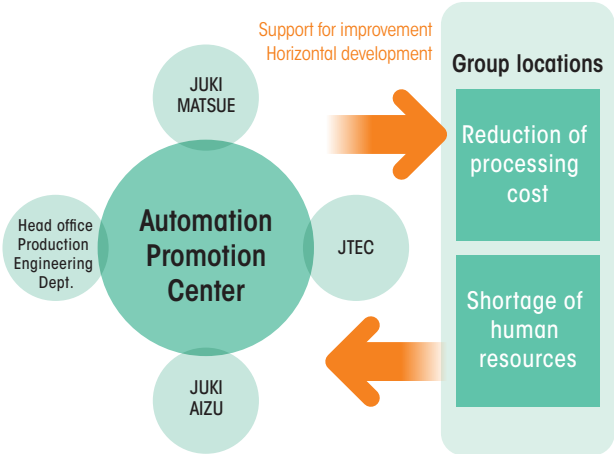 Support for improvement
Horizontal development
JUKI
MATSUE
Head office
Production
Engineering
Dept.
Automation
Promotion
Center
JTEC
JUKI
AIZU
Group locations
Reduction of
processing
cost
Shortage of
human
resources